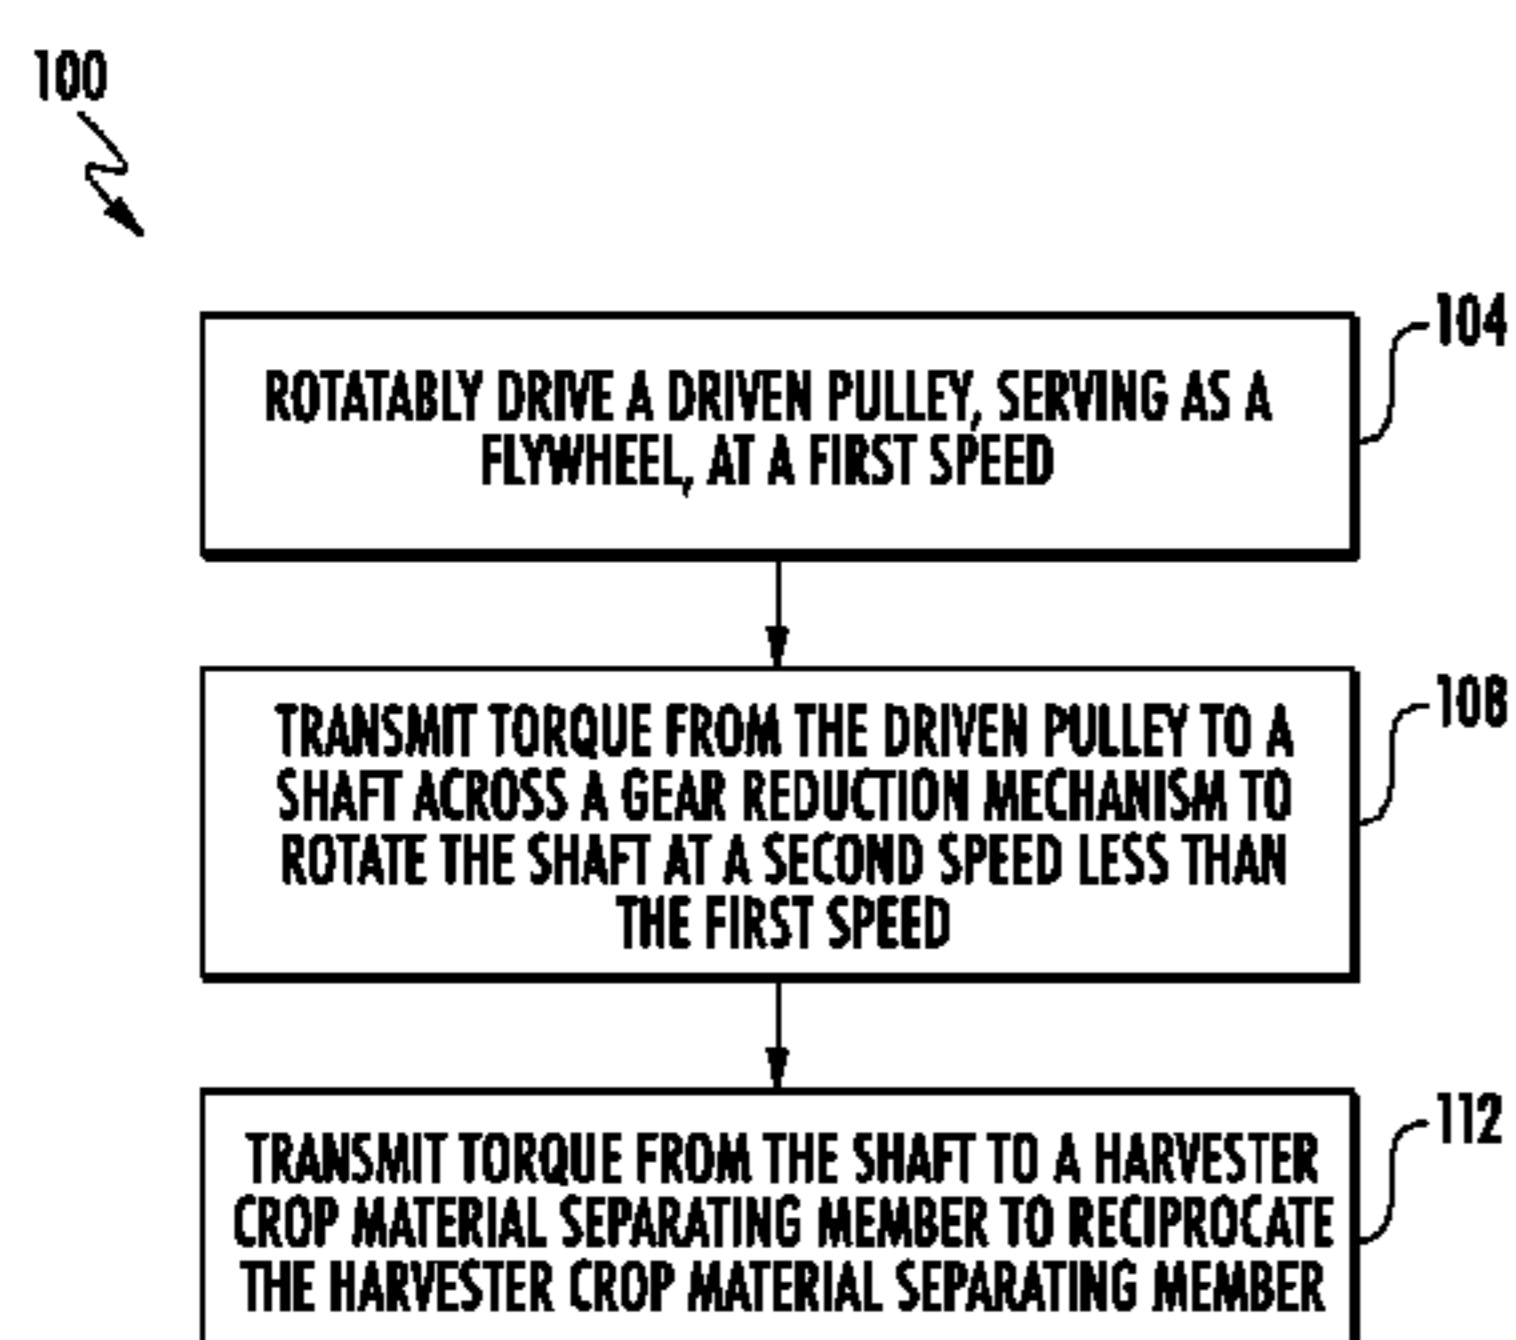 100
104
ROTATABLY DRIVE A DRIVEN PULLEY, SERVING AS A
FLYWHEEL, AT A FIRST SPEED
108
TRANSMIT TORQUE FROM THE DRIVEN PULLEY TO A
SHAFT ACROSS A GEAR REDUCTION MECHANISM TO
ROTATE THE SHAFT AT A SECOND SPEED LESS THAN
THE FIRST SPEED
112
TRANSMIT TORQUE FROM THE SHAFT TO A HARVESTER
CROP MATERIAL SEPARATING MEMBER TO RECIPROCATE
THE HARVESTER CROP MATERIAL SEPARATING MEMBER